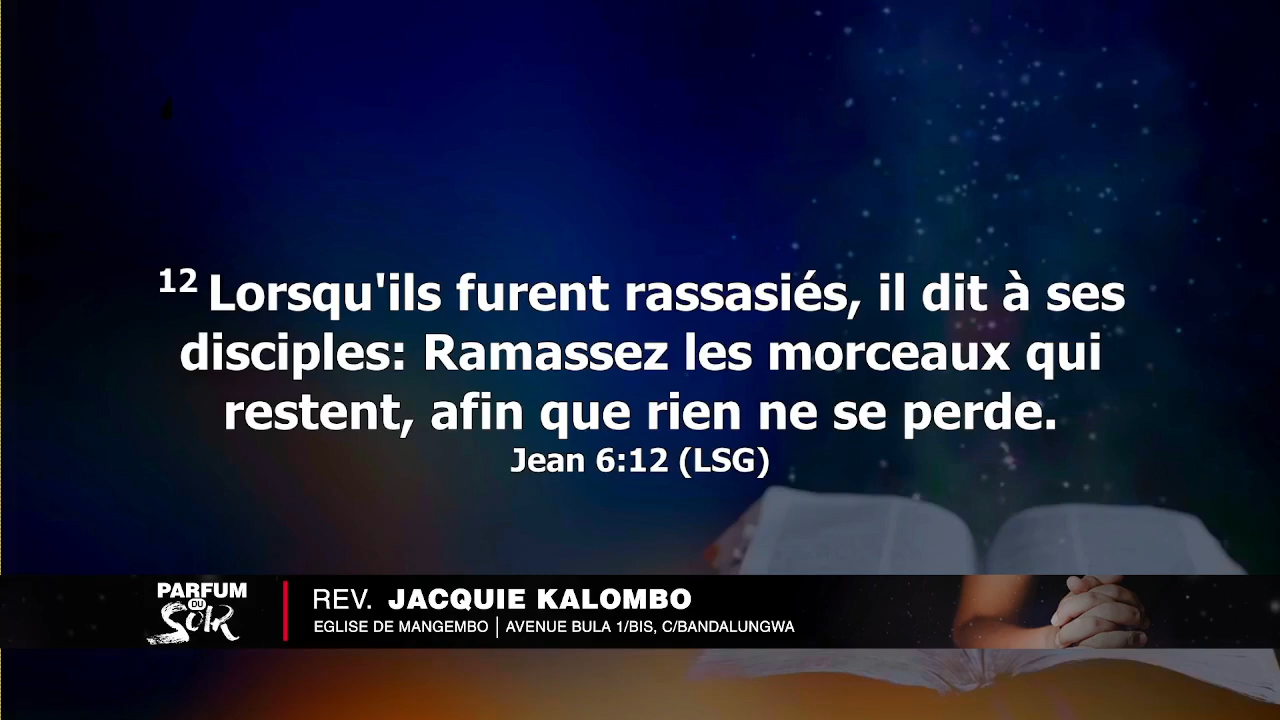 12 Lorsqu'ils furent rassasiés, il dit à ses
disciples: Ramassez les morceaux qui
restent, afin que rien ne se perde.
Jean 6:12 (LSG)
PARFUM
DU
SOIR
REV. JACQUIE KALOMBO
EGLISE DE MANGEMBO | AVENUE BULA 1/BIS, C/BANDALUNGWA